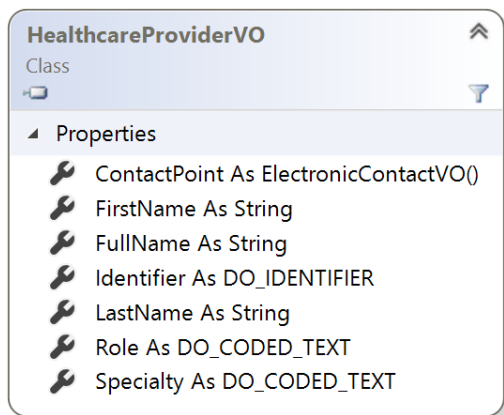 HealthcareProviderVO
Class
Properties
ContactPoint As ElectronicContactVO()
FirstName As String
FullName As String
Identifier As DO_IDENTIFIER
LastName As String
Role As DO_CODED_TEXT
Specialty As DO_CODED_TEXT